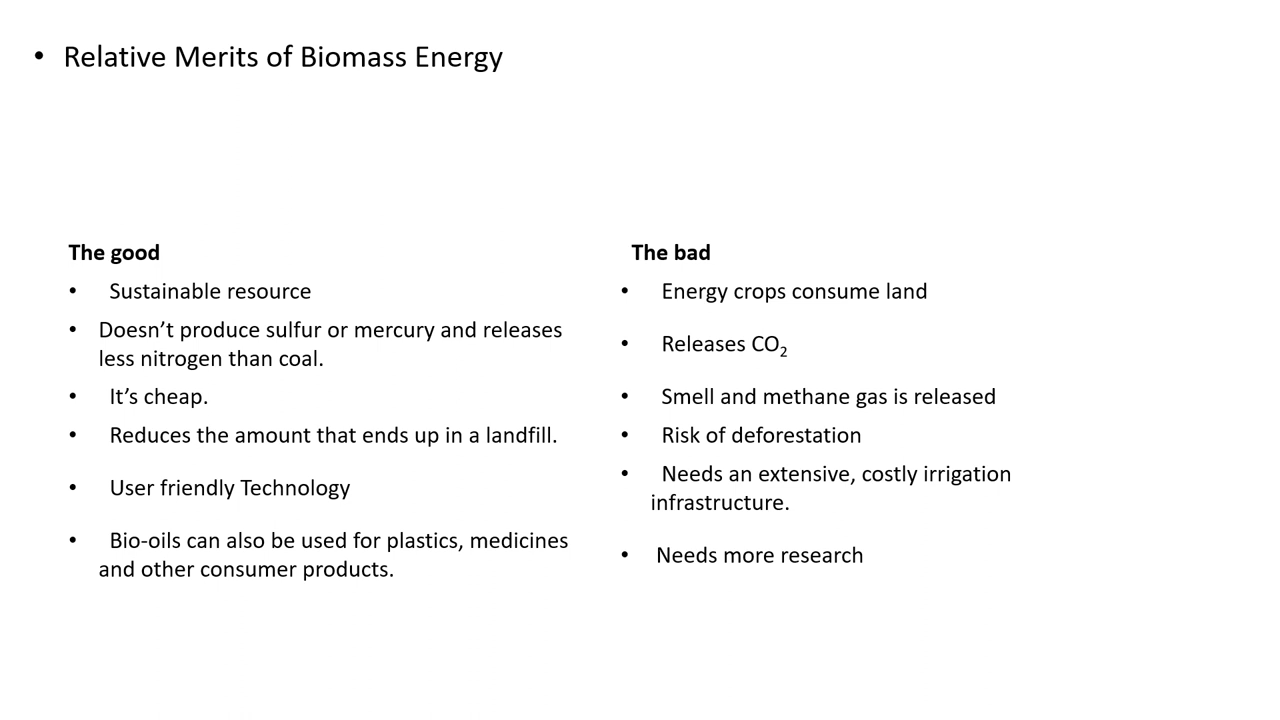 • Relative Merits of Biomass Energy
The good
• Sustainable resource
• Doesn’t produce sulfur or mercury and releases
less nitrogen than coal.
• It’s cheap.
• Reduces the amount that ends up in a landfill.
• User friendly Technology
• Bio-oils can also be used for plastics, medicines
and other consumer products.
The bad
• Energy crops consume land
• Releases CO₂
• Smell and methane gas is released
• Risk of deforestation
• Needs an extensive, costly irrigation
infrastructure.
• Needs more research